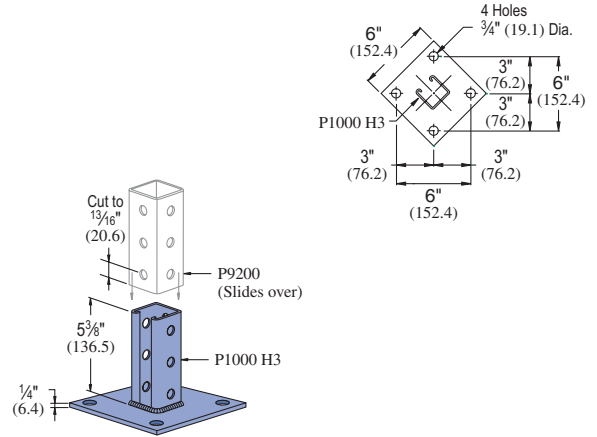 4 Holes
¾" (19.1) Dia.
6"
(152.4)
3"
(76.2)
6"
(152.4)
3"
(76.2)
P1000 H3
3"
(76.2)
3"
(76.2)
6"
(152.4)
Cut to
13⁄16"
(20.6)
P9200
(Slides over)
5⅜"
(136.5)
P1000 H3
¼"
(6.4)